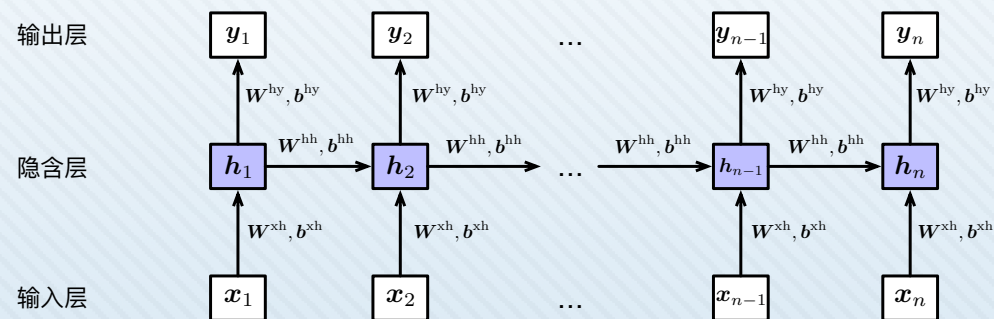 输出层 y₁ y₂ ... yₙ₋₁ yₙ
Wʰʸ, bʰʸ Wʰʸ, bʰʸ Wʰʸ, bʰʸ Wʰʸ, bʰʸ
Wʰʰ, bʰʰ Wʰʰ, bʰʰ Wʰʰ, bʰʰ Wʰʰ, bʰʰ
隐含层 h₁ h₂ ... hₙ₋₁ hₙ
Wˣʰ, bˣʰ Wˣʰ, bˣʰ Wˣʰ, bˣʰ Wˣʰ, bˣʰ
输入层 x₁ x₂ ... xₙ₋₁ xₙ